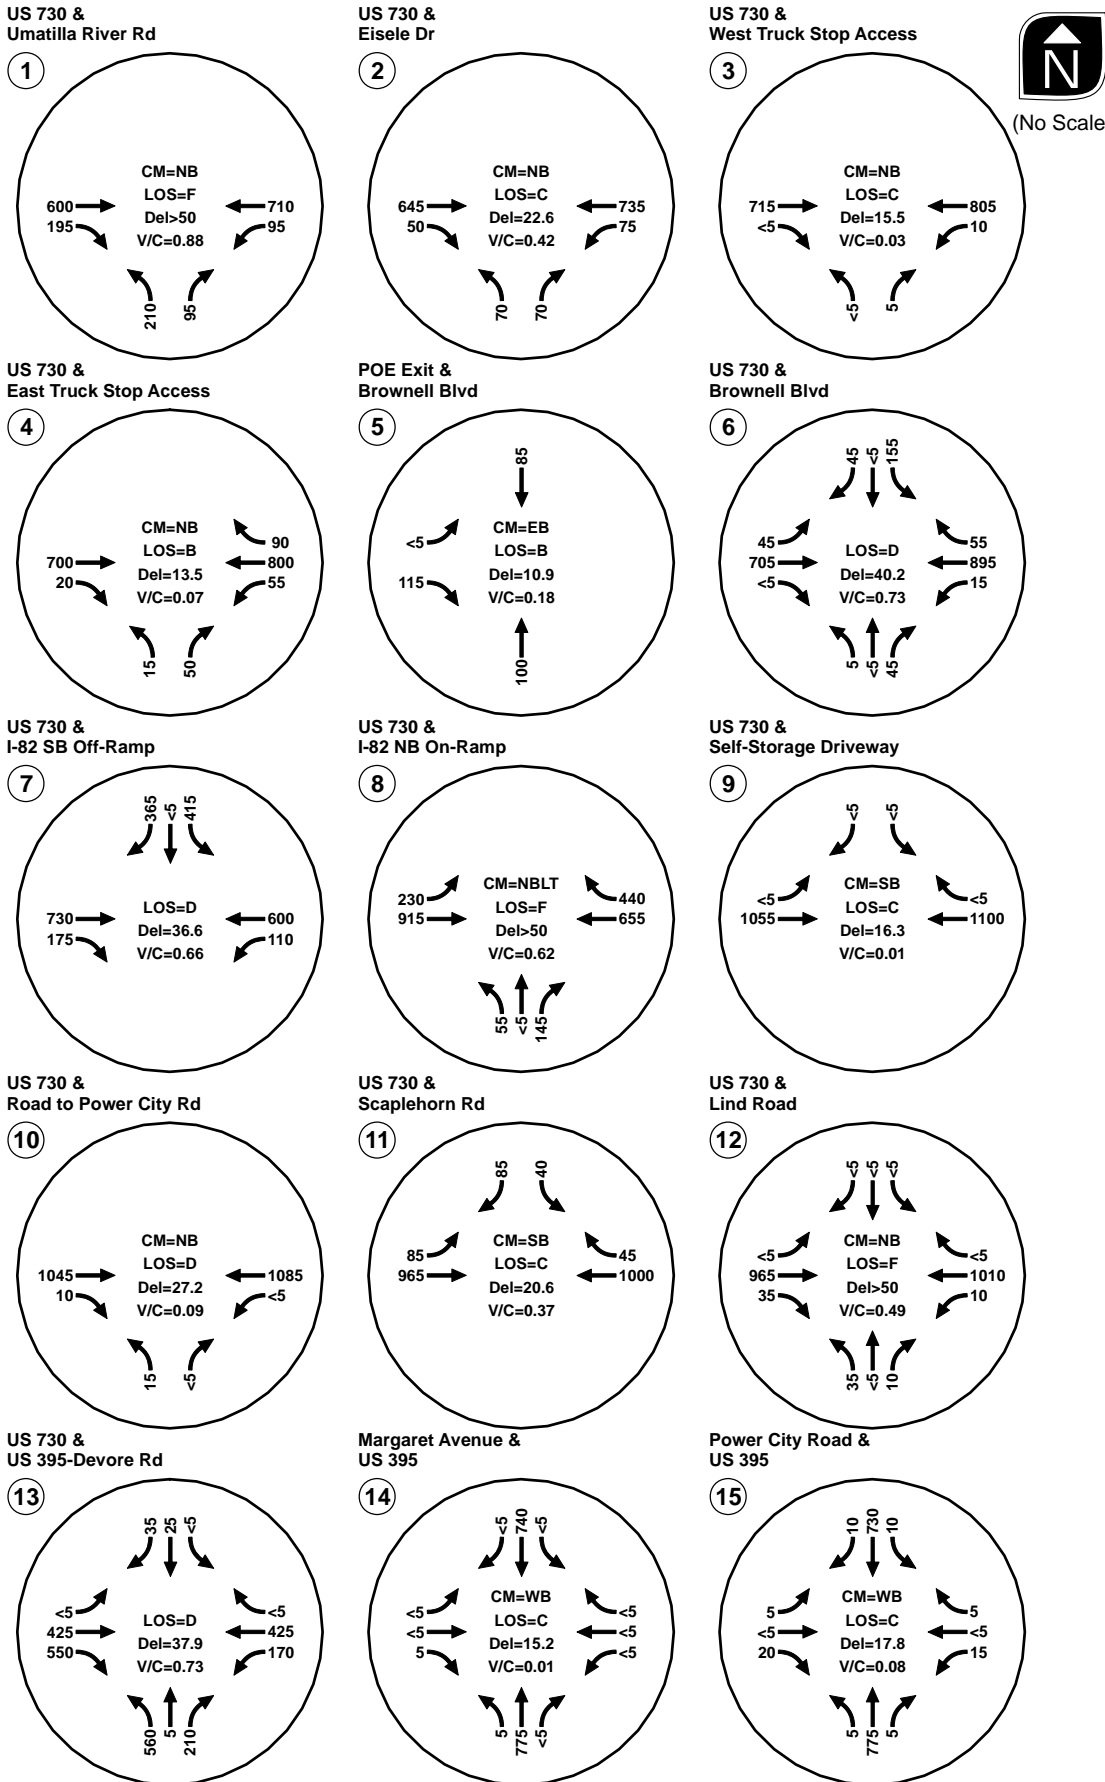 US 730 &
Umatilla River Rd
1
CM=NB
LOS=F
Del>50
V/C=0.88
600
195
710
95
210
95
US 730 &
Eisele Dr
2
CM=NB
LOS=C
Del=22.6
V/C=0.42
645
50
735
75
70
70
US 730 &
West Truck Stop Access
3
CM=NB
LOS=C
Del=15.5
V/C=0.03
715
<5
805
10
<5
5
N
(No Scale
US 730 &
East Truck Stop Access
4
CM=NB
LOS=B
Del=13.5
V/C=0.07
700
20
90
800
55
15
50
POE Exit &
Brownell Blvd
5
85
CM=EB
LOS=B
Del=10.9
V/C=0.18
<5
115
100
US 730 &
Brownell Blvd
6
45
<5
155
LOS=D
Del=40.2
V/C=0.73
45
705
<5
55
895
15
5
<5
45
US 730 &
I-82 SB Off-Ramp
7
365
<5
415
LOS=D
Del=36.6
V/C=0.66
730
175
600
110
US 730 &
I-82 NB On-Ramp
8
CM=NBLT
LOS=F
Del>50
V/C=0.62
230
915
440
655
55
<5
145
US 730 &
Self-Storage Driveway
9
<5
<5
CM=SB
LOS=C
Del=16.3
V/C=0.01
<5
1055
<5
1100
US 730 &
Road to Power City Rd
10
CM=NB
LOS=D
Del=27.2
V/C=0.09
1045
10
1085
<5
15
<5
US 730 &
Scaplehorn Rd
11
85
40
CM=SB
LOS=C
Del=20.6
V/C=0.37
85
965
45
1000
US 730 &
Lind Road
12
<5
<5
<5
CM=NB
LOS=F
Del>50
V/C=0.49
<5
965
35
<5
1010
10
35
<5
10
US 730 &
US 395-Devore Rd
13
35
25
<5
LOS=D
Del=37.9
V/C=0.73
<5
425
550
<5
425
170
560
5
210
Margaret Avenue &
US 395
14
<5
740
<5
CM=WB
LOS=C
Del=15.2
V/C=0.01
<5
<5
5
<5
<5
<5
5
775
<5
Power City Road &
US 395
15
10
730
10
CM=WB
LOS=C
Del=17.8
V/C=0.08
5
<5
20
5
<5
15
5
775
5